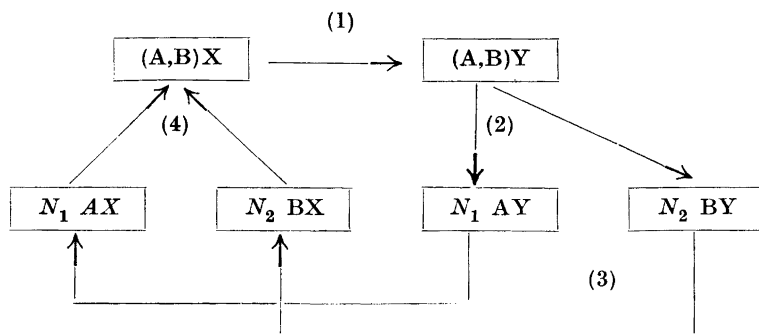 (1)
(A,B)X (A,B)Y
(4) (2)
N₁ AX N₂ BX N₁ AY N₂ BY
(3)